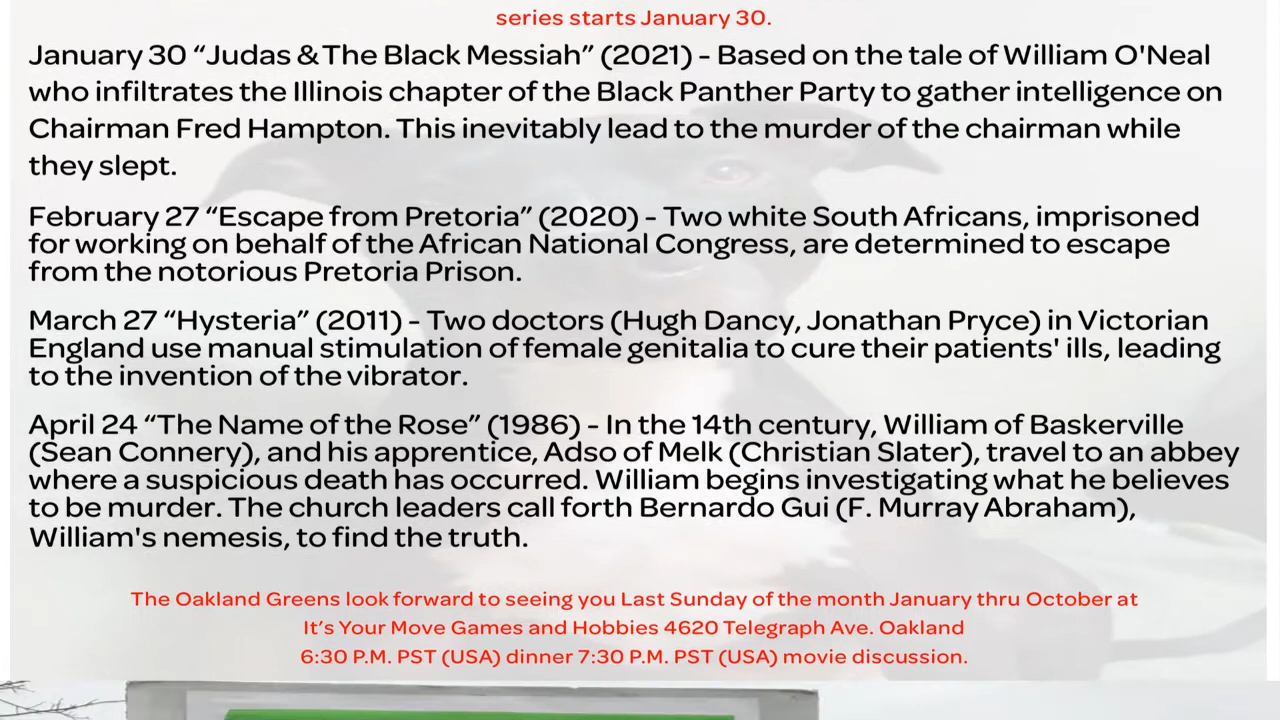 series starts January 30.
January 30 “Judas & The Black Messiah” (2021) - Based on the tale of William O'Neal
who infiltrates the Illinois chapter of the Black Panther Party to gather intelligence on
Chairman Fred Hampton. This inevitably lead to the murder of the chairman while
they slept.
February 27 “Escape from Pretoria” (2020) - Two white South Africans, imprisoned
for working on behalf of the African National Congress, are determined to escape
from the notorious Pretoria Prison.
March 27 “Hysteria” (2011) - Two doctors (Hugh Dancy, Jonathan Pryce) in Victorian
England use manual stimulation of female genitalia to cure their patients' ills, leading
to the invention of the vibrator.
April 24 “The Name of the Rose” (1986) - In the 14th century, William of Baskerville
(Sean Connery), and his apprentice, Adso of Melk (Christian Slater), travel to an abbey
where a suspicious death has occurred. William begins investigating what he believes
to be murder. The church leaders call forth Bernardo Gui (F. Murray Abraham),
William's nemesis, to find the truth.
The Oakland Greens look forward to seeing you Last Sunday of the month January thru October at
It’s Your Move Games and Hobbies 4620 Telegraph Ave. Oakland
6:30 P.M. PST (USA) dinner 7:30 P.M. PST (USA) movie discussion.